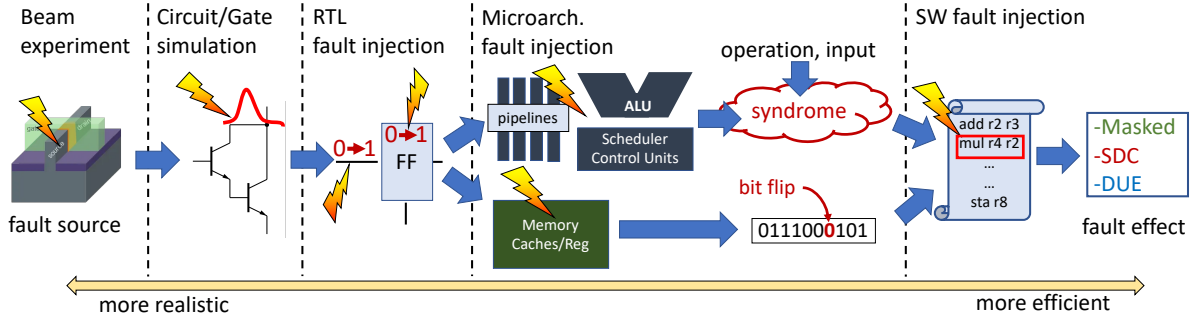 Beam
experiment
Circuit/Gate
simulation
RTL
fault injection
Microarch.
fault injection
SW fault injection
source
fault source
0→1
0→1
FF
pipelines
ALU
Scheduler
Control Units
Memory
Caches/Reg
operation, input
syndrome
bit flip
0111000101
add r2 r3
mul r4 r2
...
...
sta r8
-Masked
-SDC
-DUE
fault effect
more realistic
more efficient